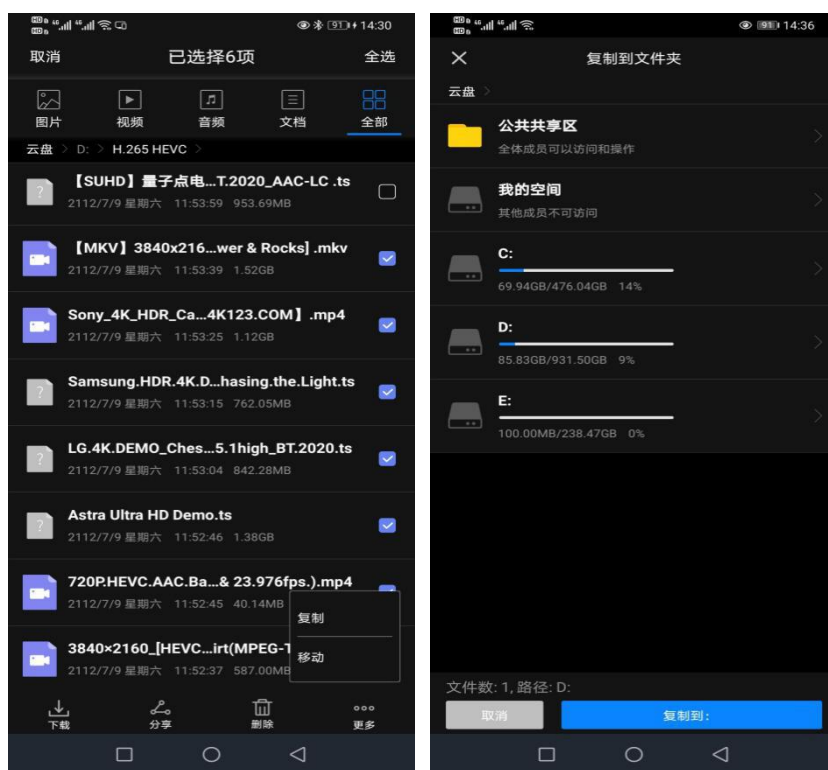 14:30
取消 已选择6项 全选
图片 视频 音频 文档 全部
云盘 > D: > H.265 HEVC >
【SUHD】量子点电...T.2020_AAC-LC .ts
2112/7/9 星期六 11:53:59 953.69MB
【MKV】3840x216...wer & Rocks] .mkv
2112/7/9 星期六 11:53:39 1.52GB
Sony_4K_HDR_Ca...4K123.COM】.mp4
2112/7/9 星期六 11:53:25 1.12GB
Samsung.HDR.4K.D...hasing.the.Light.ts
2112/7/9 星期六 11:53:15 762.05MB
LG.4K.DEMO_Ches...5.1high_BT.2020.ts
2112/7/9 星期六 11:53:04 842.28MB
Astra Ultra HD Demo.ts
2112/7/9 星期六 11:52:46 1.38GB
720P.HEVC.AAC.Ba...& 23.976fps.).mp4
2112/7/9 星期六 11:52:45 40.14MB
复制
3840×2160_[HEVC...irt(MPEG-T
移动
2112/7/9 星期六 11:52:37 587.00MB
下载 分享 删除 更多
91 14:36
复制到文件夹
云盘 >
公共共享区
全体成员可以访问和操作
我的空间
其他成员不可访问
C:
69.94GB/476.04GB 14%
D:
85.83GB/931.50GB 9%
E:
100.00MB/238.47GB 0%
文件数: 1, 路径: D:
取消 复制到: